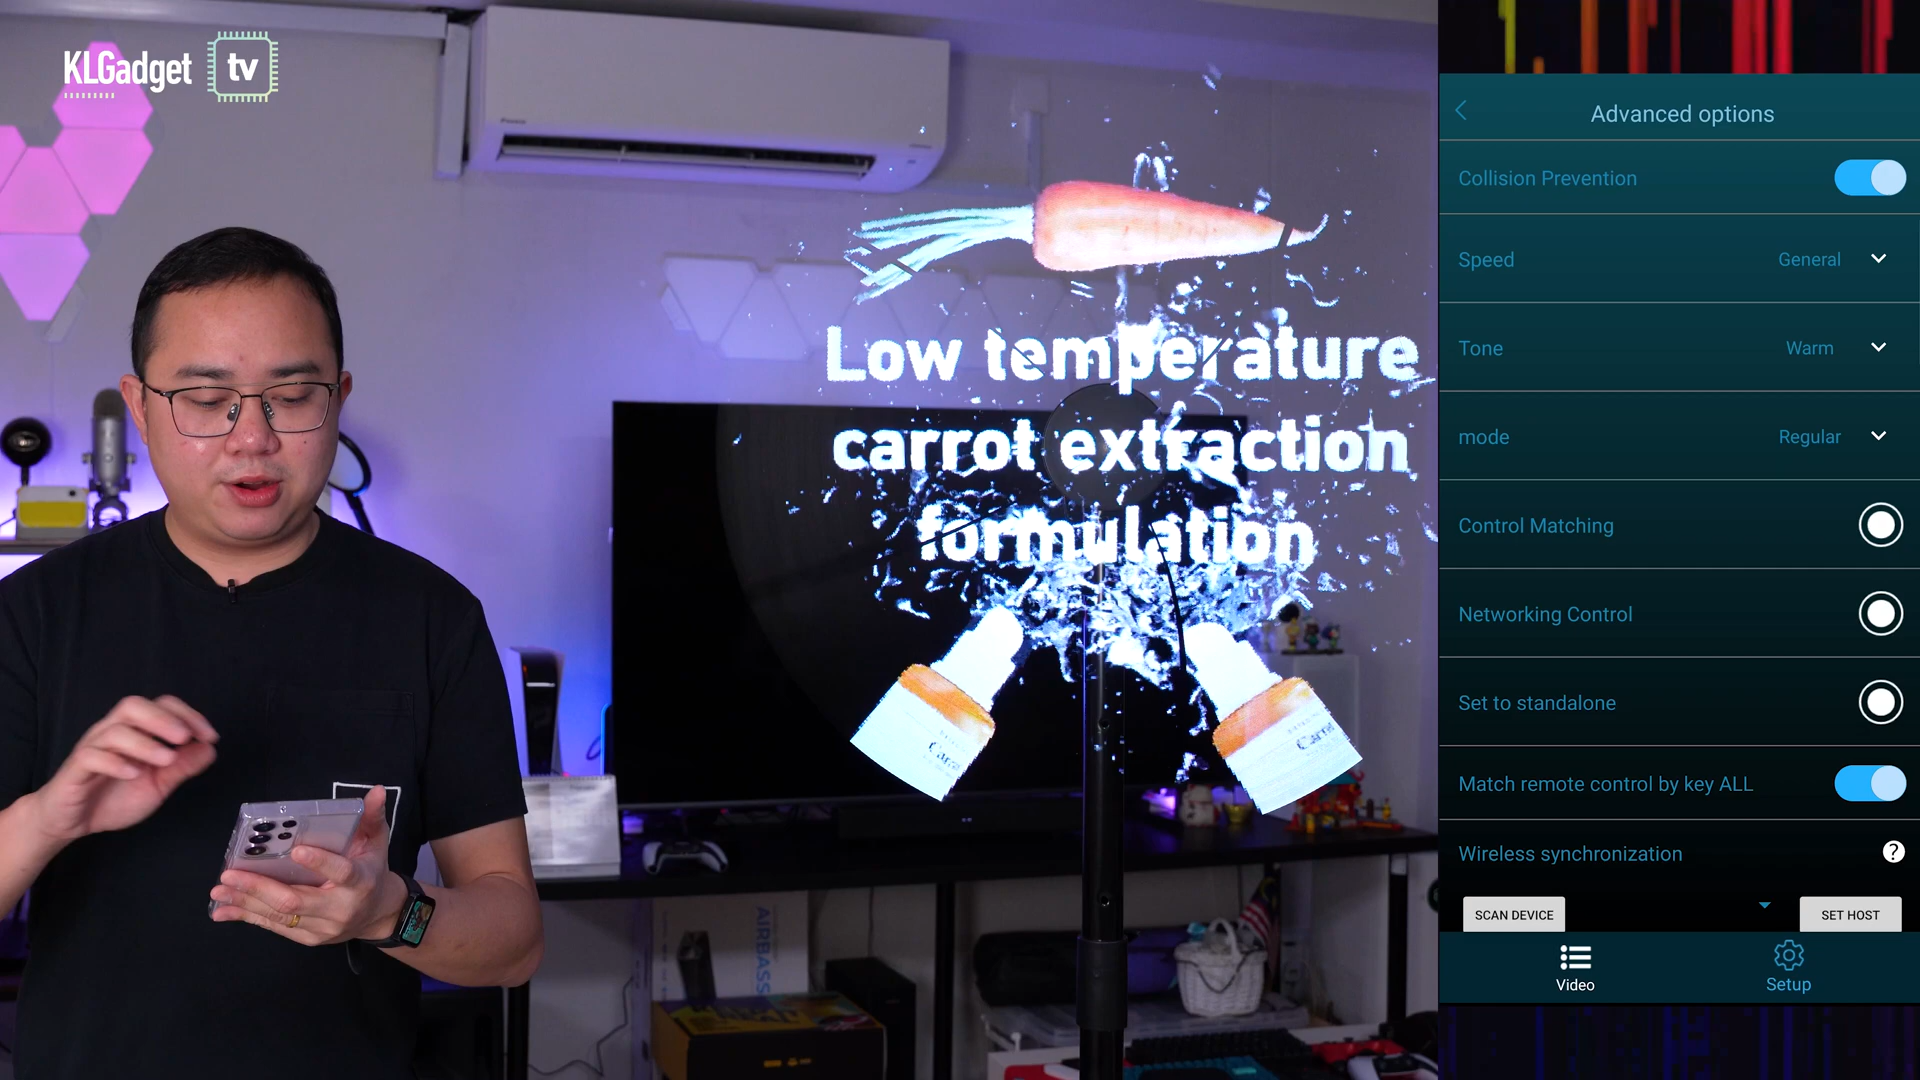 KLGadget tv
Low temperature
carrot extraction
formulation
AIRBASS
Advanced options
Collision Prevention
Speed General
Tone Warm
mode Regular
Control Matching
Networking Control
Set to standalone
Match remote control by key ALL
Wireless synchronization ?
SCAN DEVICE SET HOST
Video Setup